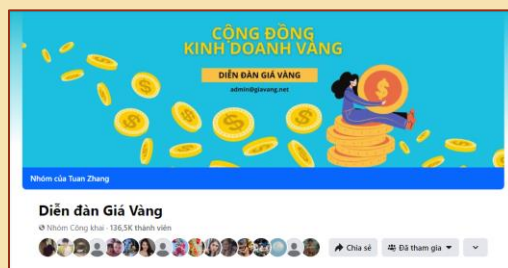 CỘNG ĐỒNG
KINH DOANH VÀNG
DIỄN ĐÀN GIÁ VÀNG
admin@giavang.net
Nhóm của Tuan Zhang
Diễn đàn Giá Vàng
Nhóm Công khai · 136,5K thành viên
Chia sẻ
Đã tham gia